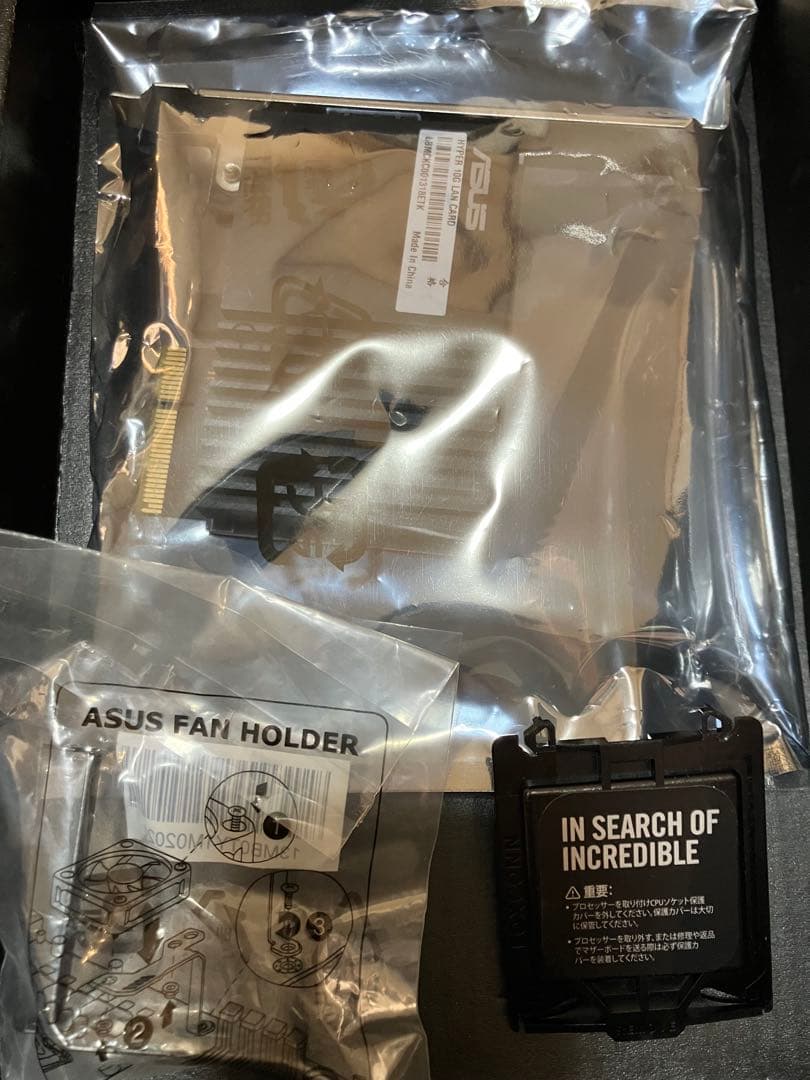 ASUS
HYPER 10G LAN CARD
Made In China
合格
ASUS FAN HOLDER
1
2
3
IN SEARCH OF
INCREDIBLE
⚠ 重要:
• プロセッサーを取り付けCPUソケット保護
カバーを外してください。保護カバーは大切
に保管してください。
• プロセッサーを取り外す、または修理や返品
でマザーボードを送る際は必ず保護カ
バーを装着してください。